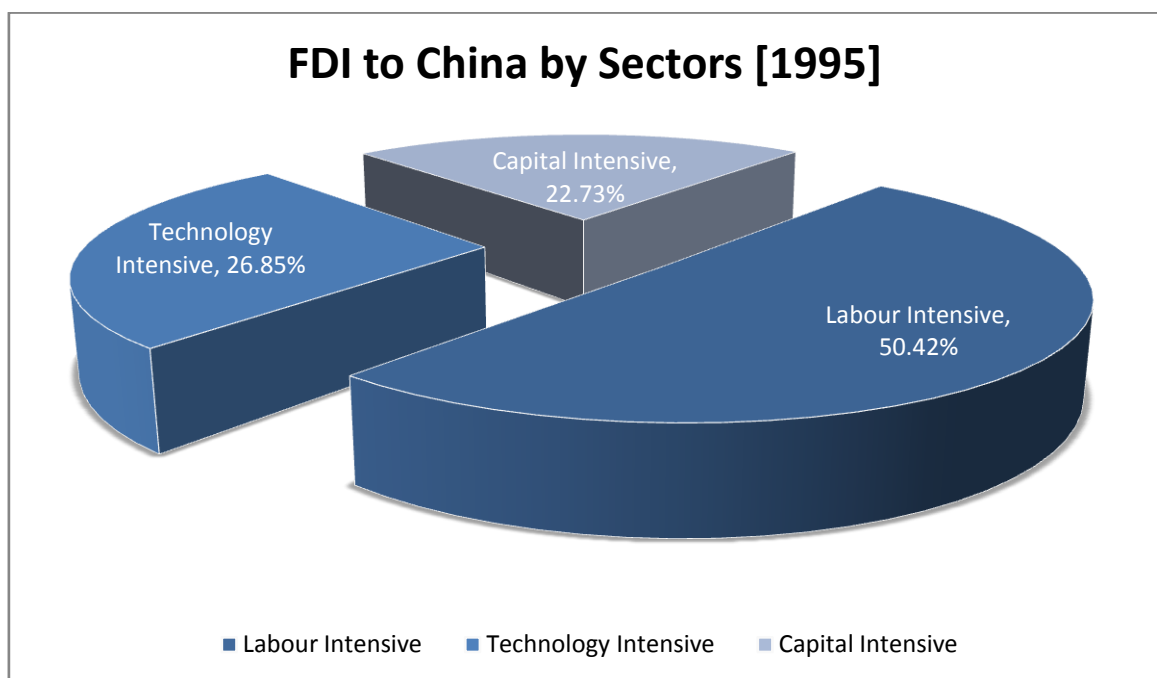 FDI to China by Sectors [1995]
Capital Intensive,
22.73%
Technology
Intensive, 26.85%
Labour Intensive,
50.42%
Labour Intensive
Technology Intensive
Capital Intensive